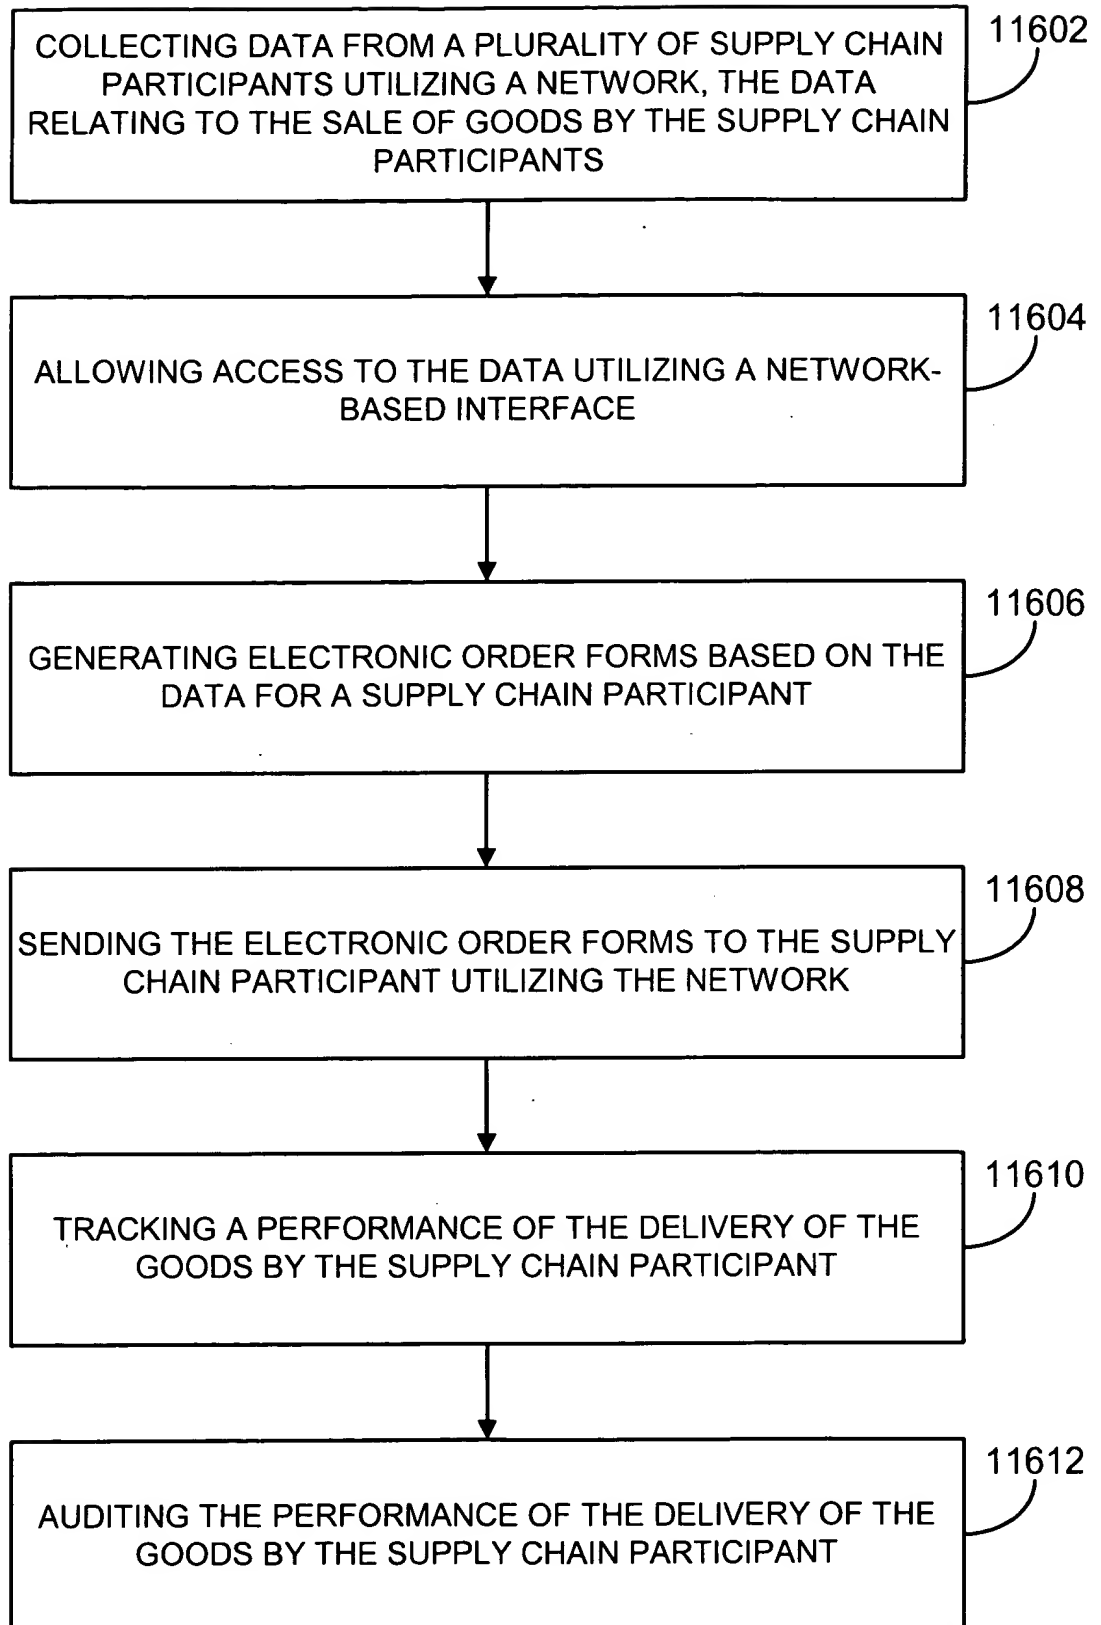 COLLECTING DATA FROM A PLURALITY OF SUPPLY CHAIN
PARTICIPANTS UTILIZING A NETWORK, THE DATA
RELATING TO THE SALE OF GOODS BY THE SUPPLY CHAIN
PARTICIPANTS
11602
ALLOWING ACCESS TO THE DATA UTILIZING A NETWORK-
BASED INTERFACE
11604
GENERATING ELECTRONIC ORDER FORMS BASED ON THE
DATA FOR A SUPPLY CHAIN PARTICIPANT
11606
SENDING THE ELECTRONIC ORDER FORMS TO THE SUPPLY
CHAIN PARTICIPANT UTILIZING THE NETWORK
11608
TRACKING A PERFORMANCE OF THE DELIVERY OF THE
GOODS BY THE SUPPLY CHAIN PARTICIPANT
11610
AUDITING THE PERFORMANCE OF THE DELIVERY OF THE
GOODS BY THE SUPPLY CHAIN PARTICIPANT
11612